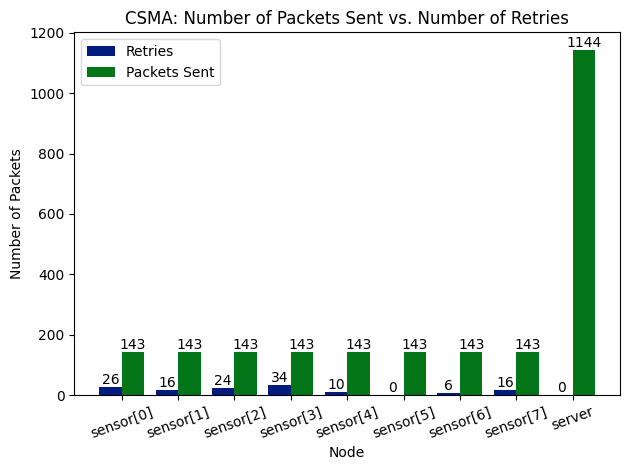 CSMA: Number of Packets Sent vs. Number of Retries
Retries
Packets Sent
Number of Packets
1200
1000
800
600
400
200
0
26 143 16 143 24 143 34 143 10 143 0 143 6 143 16 143 0 1144
sensor[0] sensor[1] sensor[2] sensor[3] sensor[4] sensor[5] sensor[6] sensor[7] server
Node